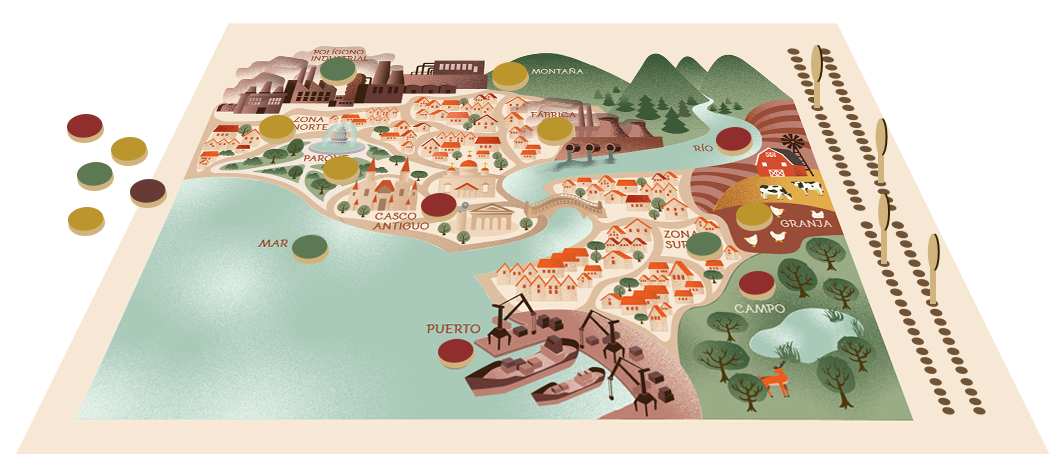 POLÍGONO
INDUSTRIAL
MONTAÑA
FÁBRICA
ZONA
NORTE
RÍO
PARQUE
CASCO
ANTIGUO
GRANJA
ZONA
SUR
MAR
CAMPO
PUERTO